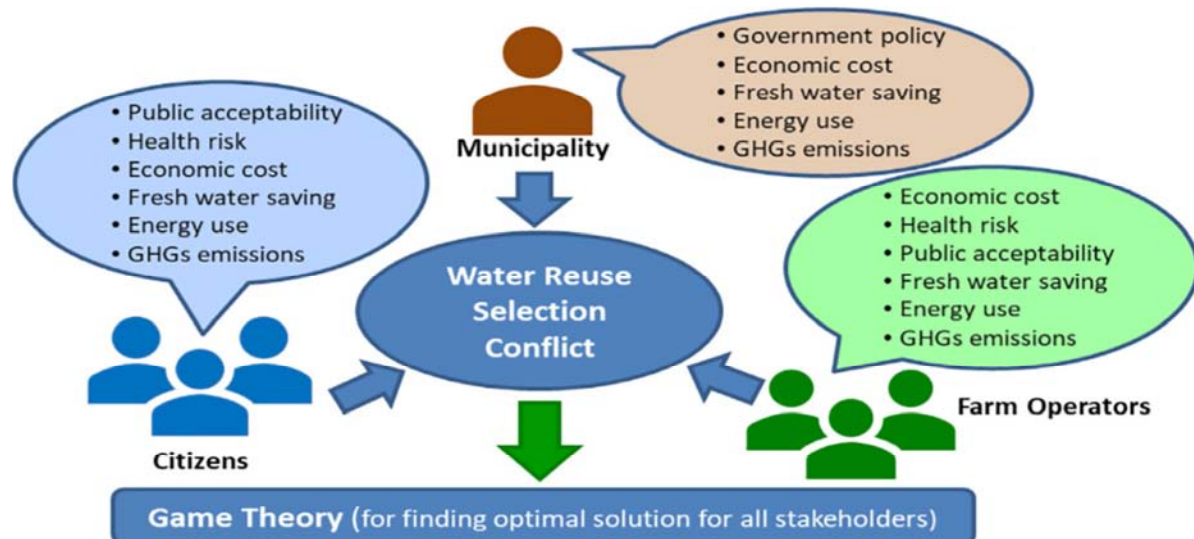 • Government policy
• Economic cost
• Fresh water saving
• Energy use
• GHGs emissions
Municipality
• Public acceptability
• Health risk
• Economic cost
• Fresh water saving
• Energy use
• GHGs emissions
• Economic cost
• Health risk
• Public acceptability
• Fresh water saving
• Energy use
• GHGs emissions
Water Reuse
Selection
Conflict
Farm Operators
Citizens
Game Theory (for finding optimal solution for all stakeholders)